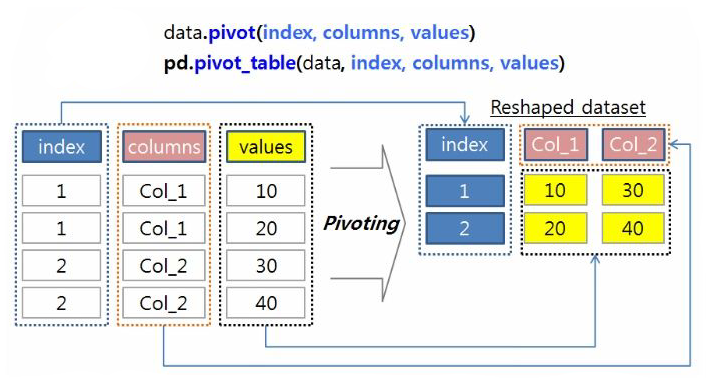 data.pivot(index, columns, values)
pd.pivot_table(data, index, columns, values)
Reshaped dataset
index columns values index Col_1 Col_2
1 Col_1 10 1 10 30
1 Col_1 20 2 20 40
Pivoting
2 Col_2 30
2 Col_2 40